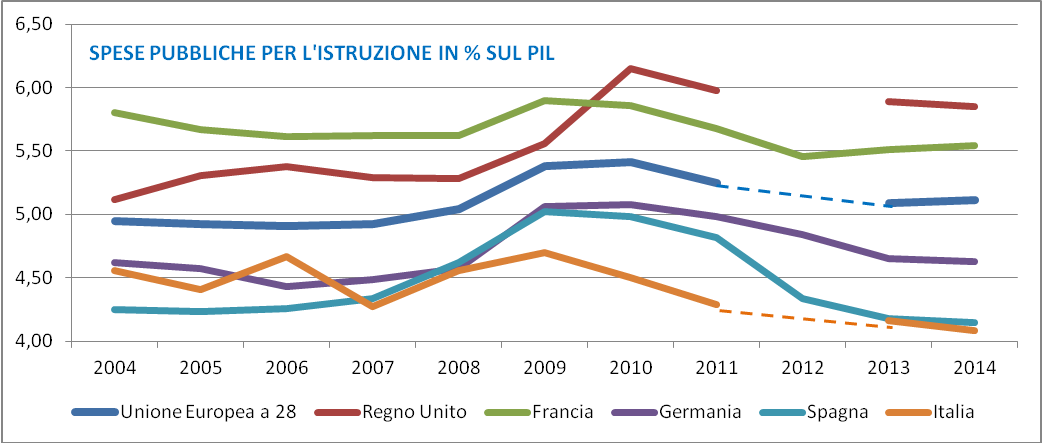 6,50
SPESE PUBBLICHE PER L'ISTRUZIONE IN % SUL PIL
6,00
5,50
5,00
4,50
4,00
2004 2005 2006 2007 2008 2009 2010 2011 2012 2013 2014
Unione Europea a 28 Regno Unito Francia Germania Spagna Italia